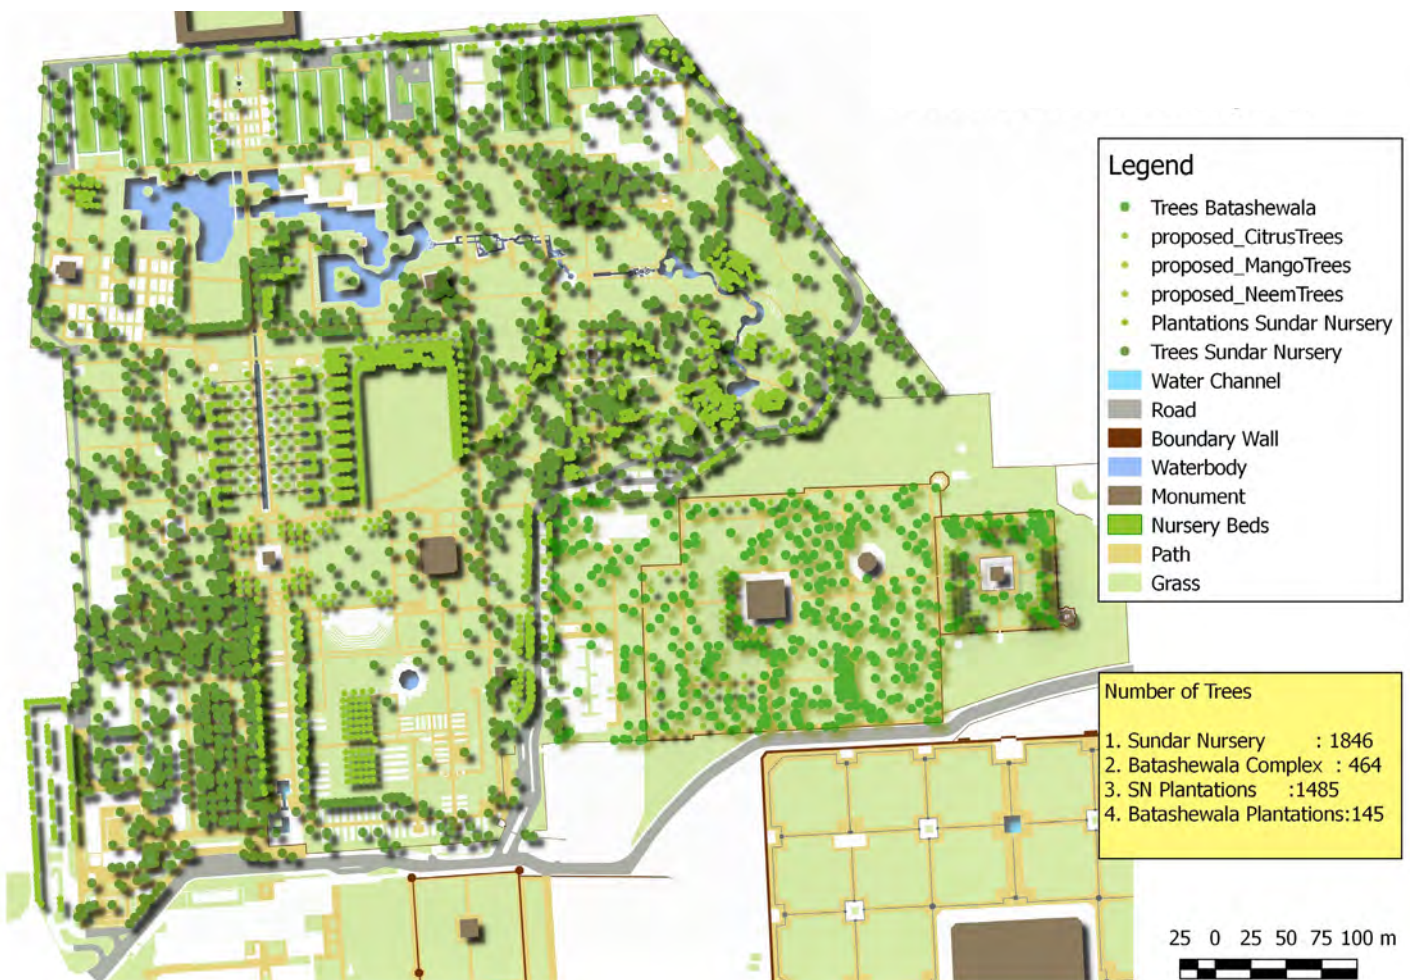 Legend
Trees Batashewala
proposed_CitrusTrees
proposed_MangoTrees
proposed_NeemTrees
Plantations Sundar Nursery
Trees Sundar Nursery
Water Channel
Road
Boundary Wall
Waterbody
Monument
Nursery Beds
Path
Grass
Number of Trees
1. Sundar Nursery : 1846
2. Batashewala Complex : 464
3. SN Plantations :1485
4. Batashewala Plantations:145
25 0 25 50 75 100 m